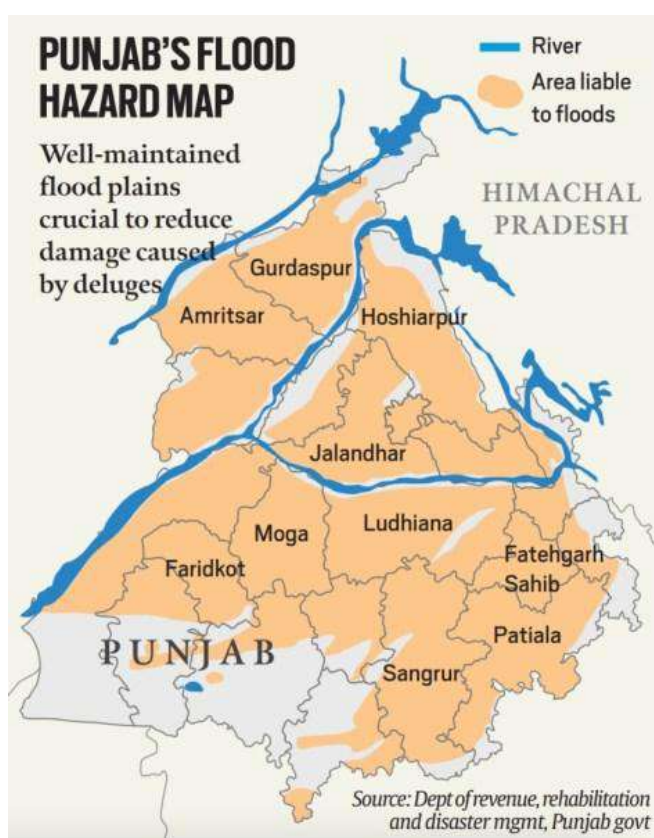 PUNJAB'S FLOOD
HAZARD MAP
Well-maintained
flood plains
crucial to reduce
damage caused
by deluges
River
Area liable
to floods
HIMACHAL
PRADESH
Gurdaspur
Amritsar
Hoshiarpur
Jalandhar
Ludhiana
Moga
Fatehgarh
Sahib
Faridkot
Patiala
PUNJAB
Sangrur
Source: Dept of revenue, rehabilitation
and disaster mgmt, Punjab govt